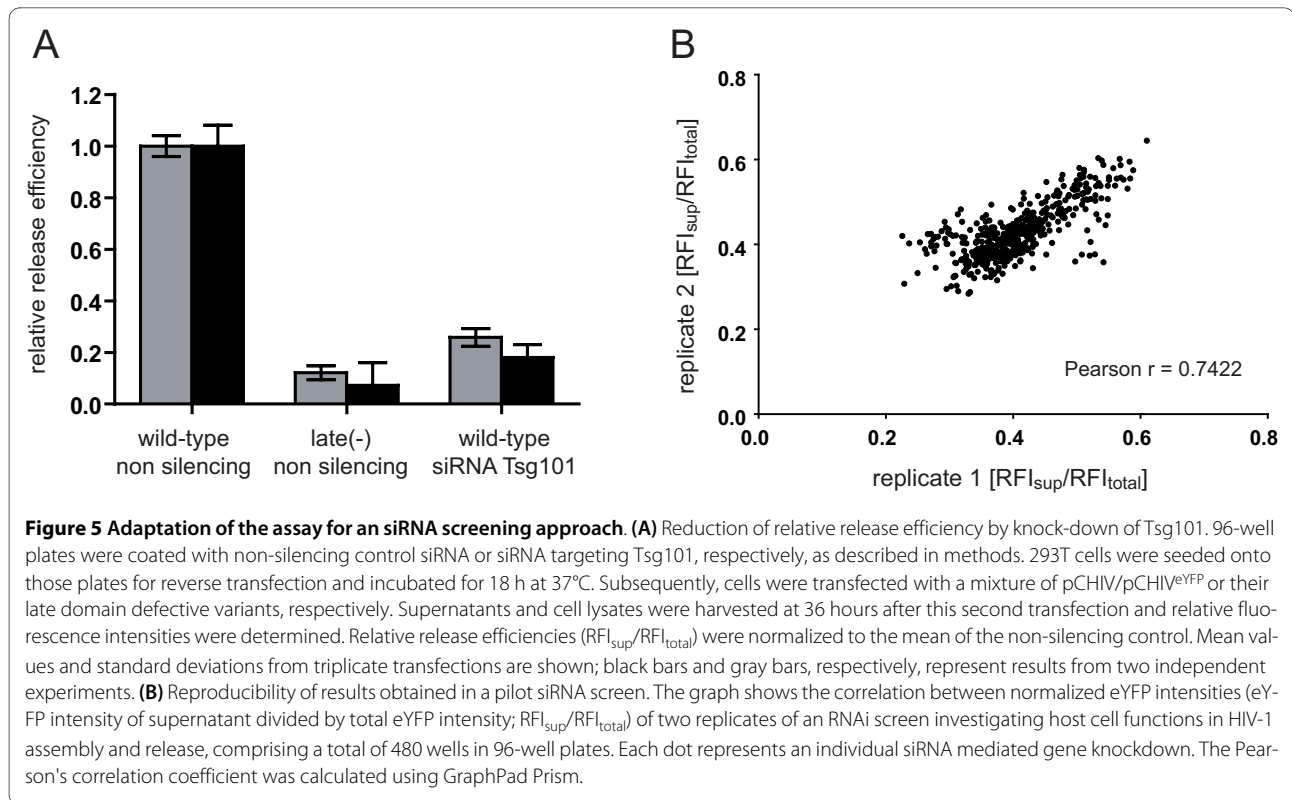 A
relative release efficiency
1.2
1.0
0.8
0.6
0.4
0.2
0.0
wild-type
non silencing
late(-)
non silencing
wild-type
siRNA Tsg101
B
replicate 2 [RFIsup/RFItotal]
0.8
0.6
0.4
0.2
0.0
Pearson r = 0.7422
0.0 0.2 0.4 0.6 0.8
replicate 1 [RFIsup/RFItotal]
Figure 5 Adaptation of the assay for an siRNA screening approach. (A) Reduction of relative release efficiency by knock-down of Tsg101. 96-well
plates were coated with non-silencing control siRNA or siRNA targeting Tsg101, respectively, as described in methods. 293T cells were seeded onto
those plates for reverse transfection and incubated for 18 h at 37°C. Subsequently, cells were transfected with a mixture of pCHIV/pCHIVeYFP or their
late domain defective variants, respectively. Supernatants and cell lysates were harvested at 36 hours after this second transfection and relative fluo-
rescence intensities were determined. Relative release efficiencies (RFIsup/RFItotal) were normalized to the mean of the non-silencing control. Mean val-
ues and standard deviations from triplicate transfections are shown; black bars and gray bars, respectively, represent results from two independent
experiments. (B) Reproducibility of results obtained in a pilot siRNA screen. The graph shows the correlation between normalized eYFP intensities (eY-
FP intensity of supernatant divided by total eYFP intensity; RFIsup/RFItotal) of two replicates of an RNAi screen investigating host cell functions in HIV-1
assembly and release, comprising a total of 480 wells in 96-well plates. Each dot represents an individual siRNA mediated gene knockdown. The Pear-
son's correlation coefficient was calculated using GraphPad Prism.